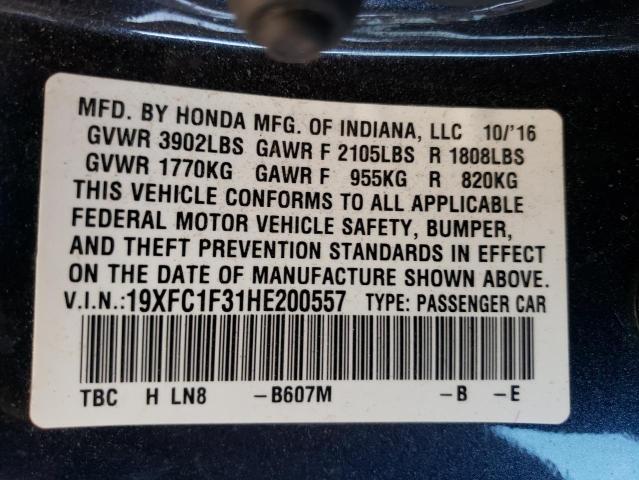 MFD. BY HONDA MFG. OF INDIANA, LLC 10/'16
GVWR 3902LBS GAWR F 2105LBS R 1808LBS
GVWR 1770KG GAWR F 955KG R 820KG
THIS VEHICLE CONFORMS TO ALL APPLICABLE
FEDERAL MOTOR VEHICLE SAFETY, BUMPER,
AND THEFT PREVENTION STANDARDS IN EFFECT
ON THE DATE OF MANUFACTURE SHOWN ABOVE.
V.I.N.:19XFC1F31HE200557 TYPE: PASSENGER CAR
TBC H LN8 –B607M –B –E